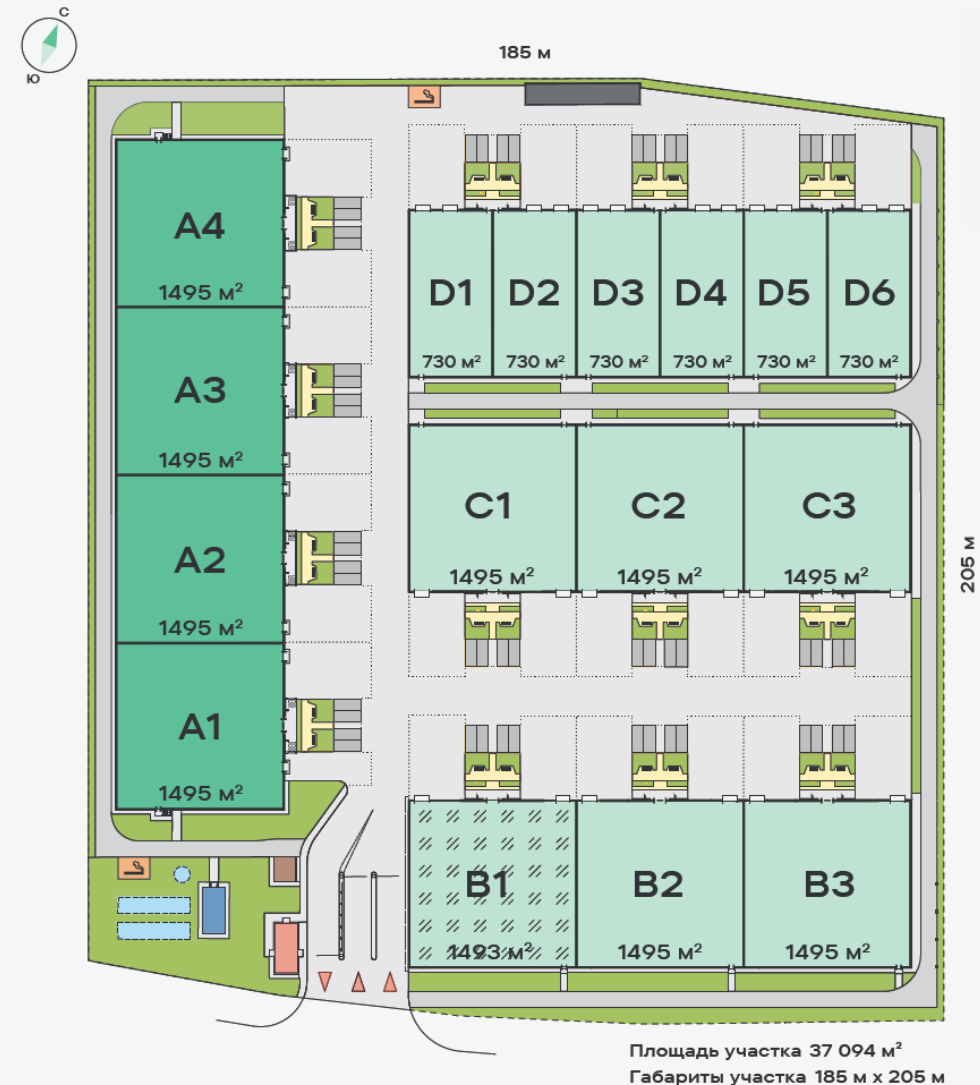 С
Ю
185 м
A4
1495 м²
D1 D2 D3 D4 D5 D6
730 м² 730 м² 730 м² 730 м² 730 м² 730 м²
A3
1495 м²
C1 C2 C3
1495 м² 1495 м² 1495 м²
205 м
A2
1495 м²
A1
1495 м²
B1 B2 B3
1493 м² 1495 м² 1495 м²
Площадь участка 37 094 м²
Габариты участка 185 м x 205 м